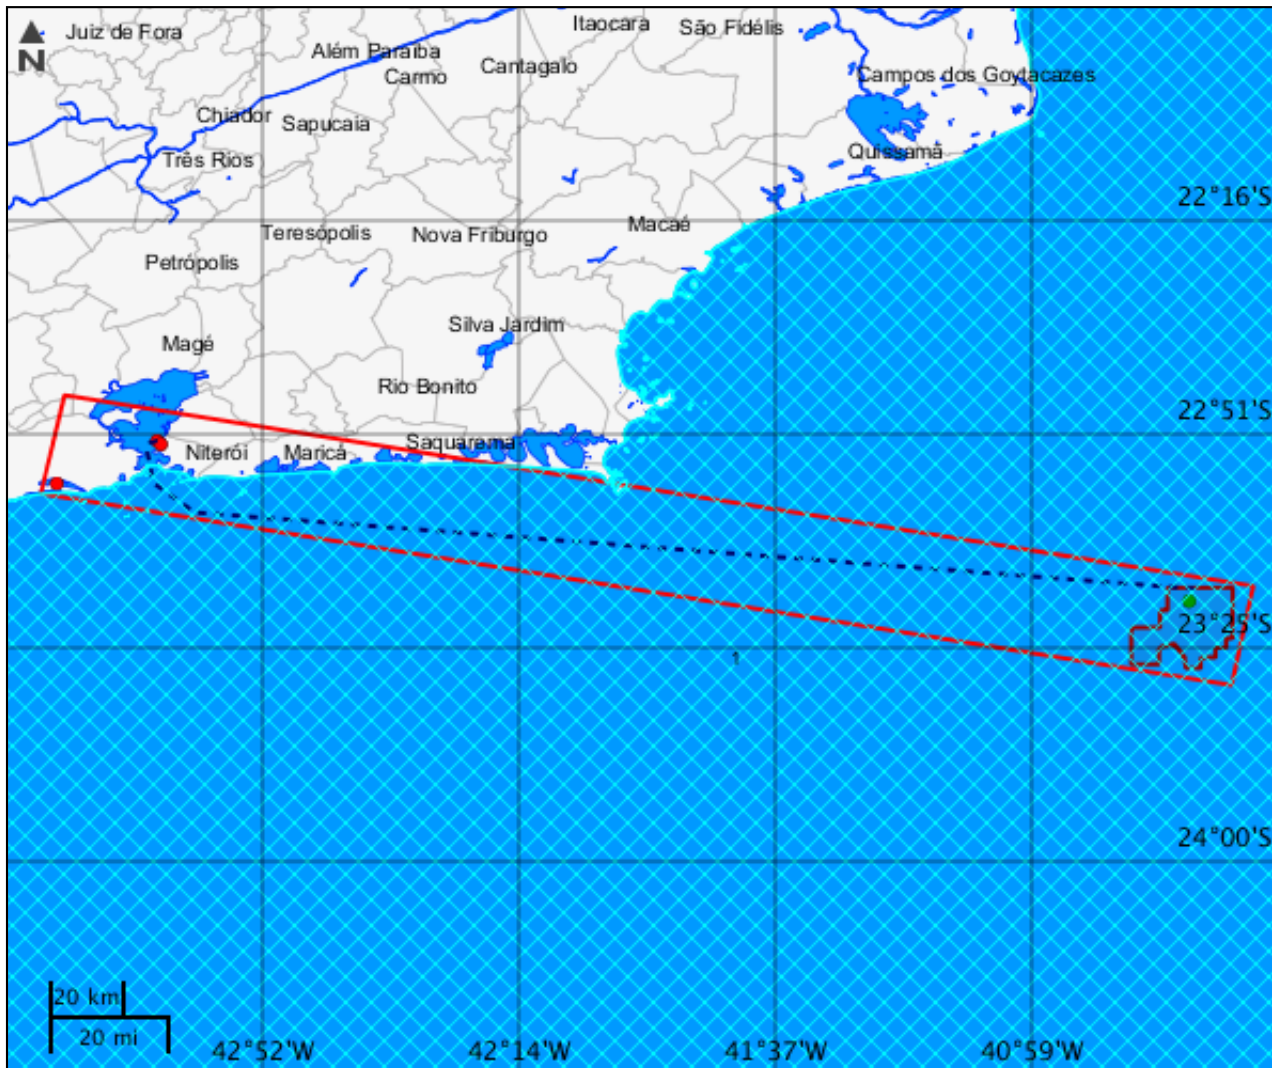 Itaocara
São Fidélis
Juiz de Fora
N
Além Paraíba
Cantagalo
Carmo
Campos dos Goytacazes
Chiador
Sapucaia
Três Rios
Quissamã
22°16'S
Macaé
Teresópolis
Nova Friburgo
Petrópolis
Silva Jardim
Magé
Rio Bonito
22°51'S
Saquarema
Niterói
Maricá
23°25'S
1
24°00'S
20 km
20 mi
42°52'W
42°14'W
41°37'W
40°59'W